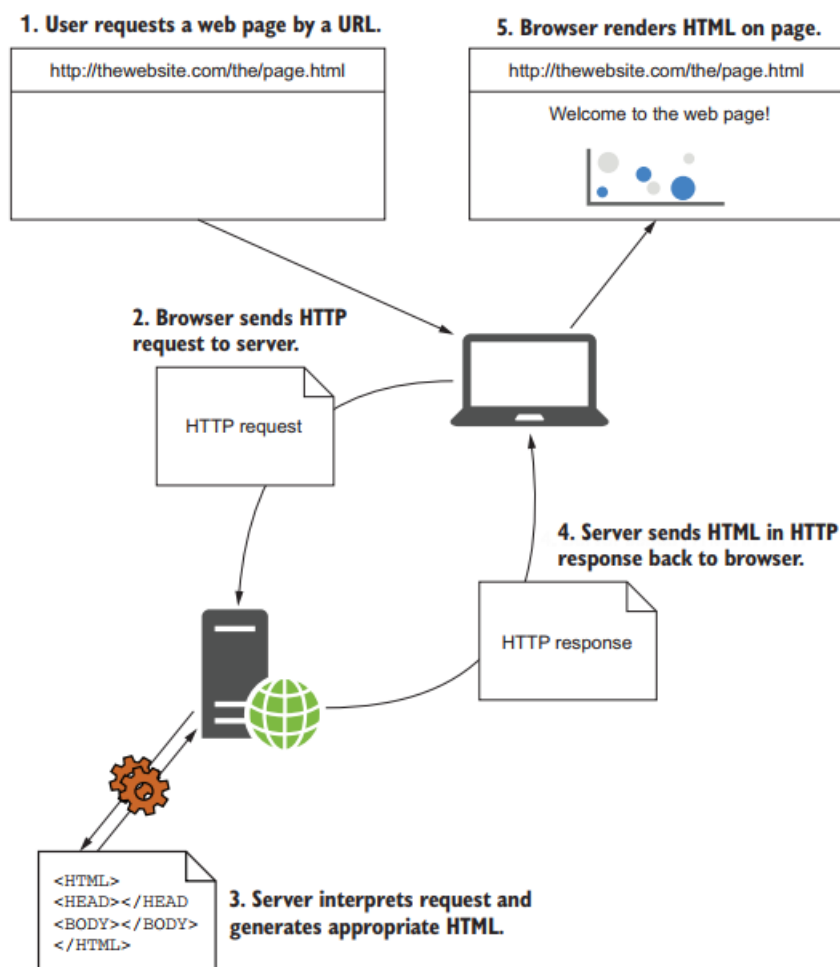 1. User requests a web page by a URL.
http://thewebsite.com/the/page.html
5. Browser renders HTML on page.
http://thewebsite.com/the/page.html
Welcome to the web page!
2. Browser sends HTTP
request to server.
HTTP request
4. Server sends HTML in HTTP
response back to browser.
HTTP response
<HTML>
<HEAD></HEAD
<BODY></BODY>
</HTML>
3. Server interprets request and
generates appropriate HTML.